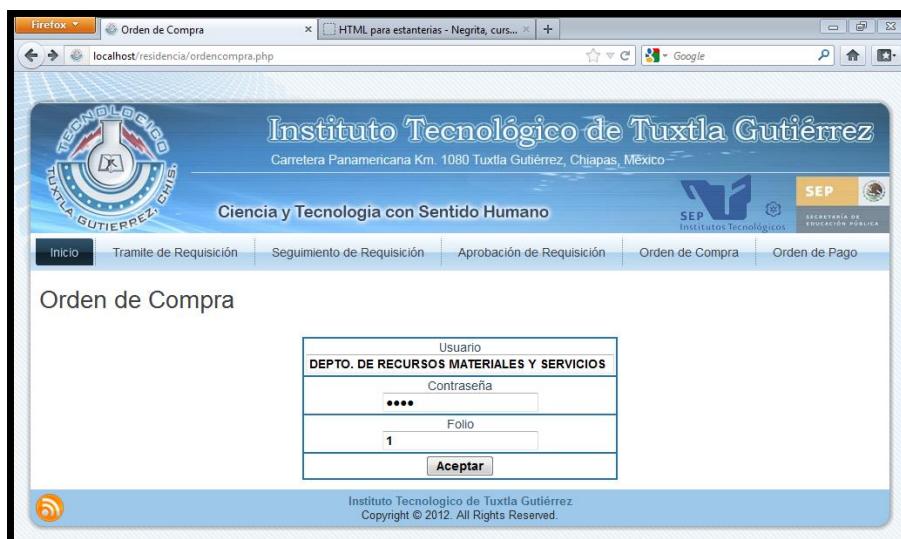 Firefox
Orden de Compra
HTML para estanterias - Negrita, curs...
localhost/residencia/ordencompra.php
Google
TECNOLOGICO
TUXTLA GUTIERREZ, CHIS.
Instituto Tecnológico de Tuxtla Gutiérrez
Carretera Panamericana Km. 1080 Tuxtla Gutiérrez, Chiapas, México
Ciencia y Tecnologia con Sentido Humano
SEP
Institutos Tecnológicos
SEP
SECRETARÍA DE
EDUCACIÓN PÚBLICA
Inicio
Tramite de Requisición
Seguimiento de Requisición
Aprobación de Requisición
Orden de Compra
Orden de Pago
Orden de Compra
Usuario
DEPTO. DE RECURSOS MATERIALES Y SERVICIOS
Contraseña
••••
Folio
1
Aceptar
Instituto Tecnologico de Tuxtla Gutiérrez
Copyright © 2012. All Rights Reserved.